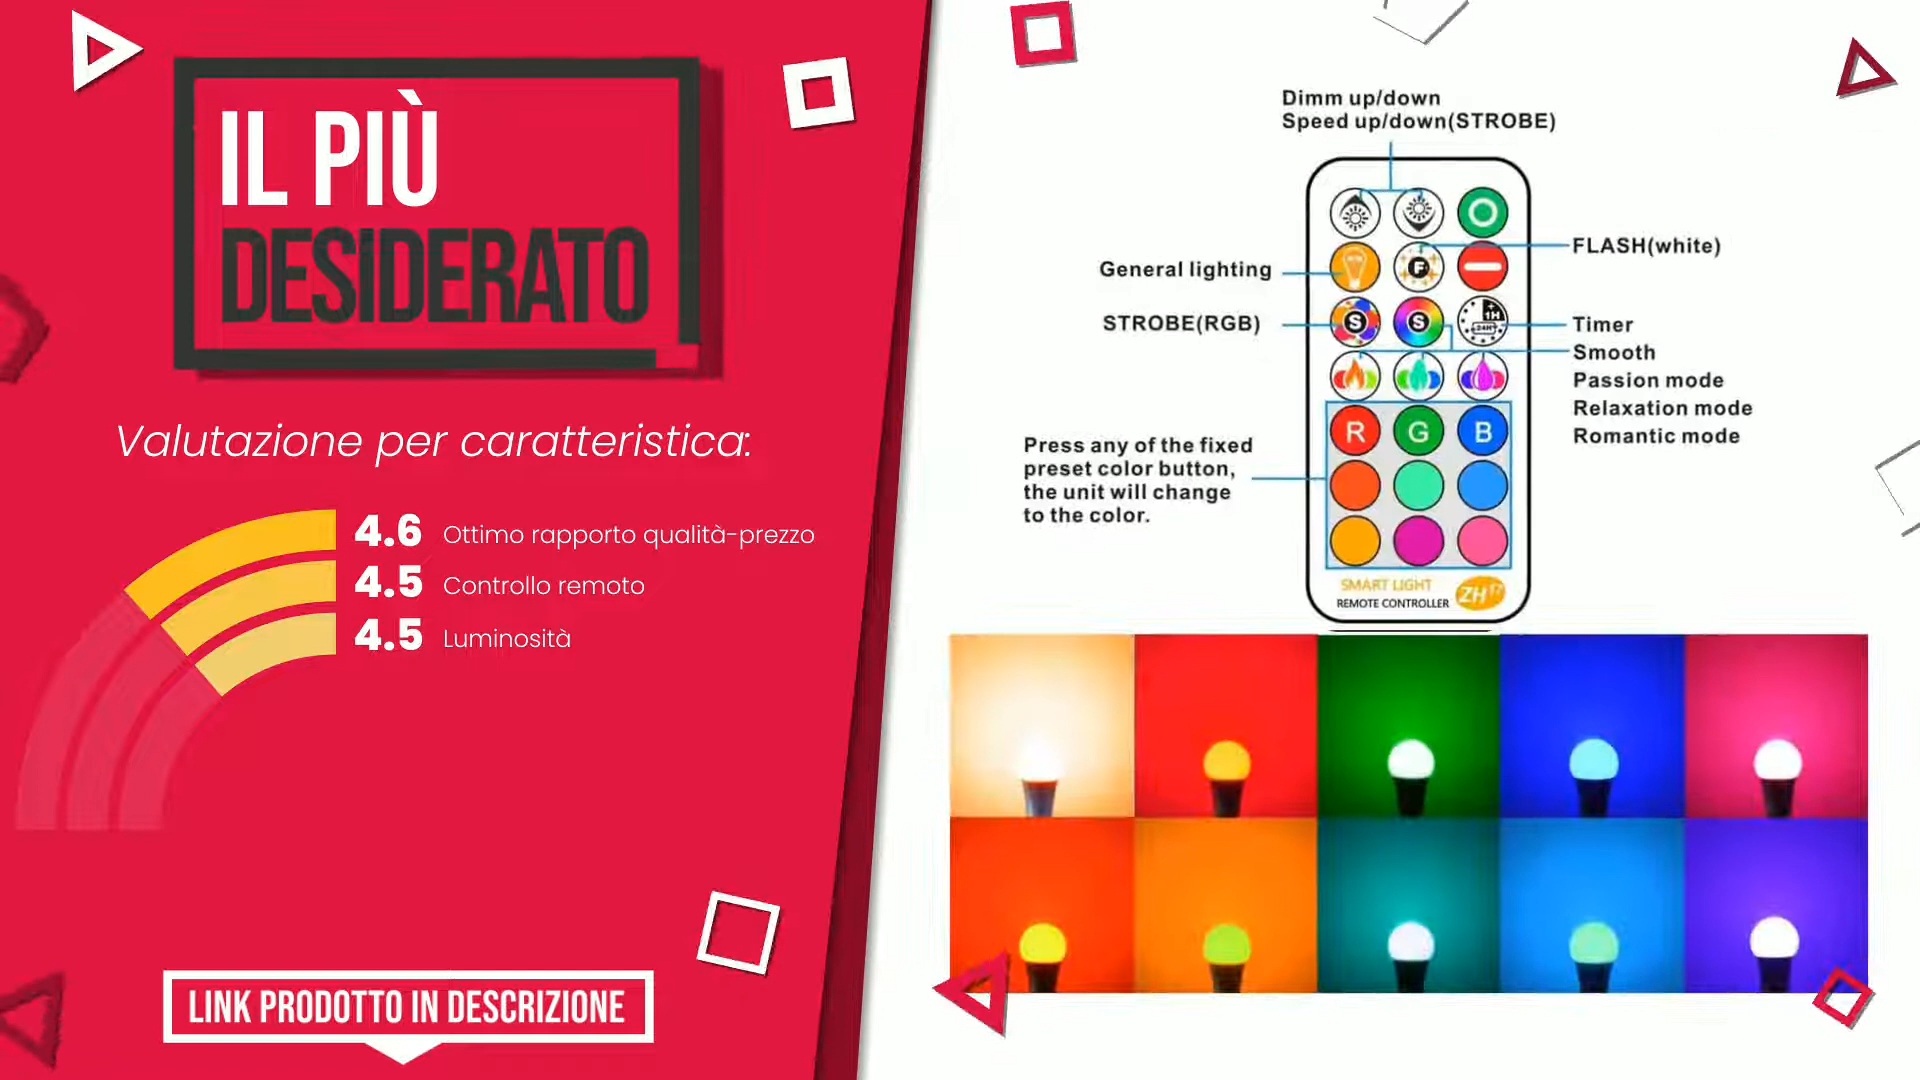 IL PIÙ
DESIDERATO
Valutazione per caratteristica:
4.6 Ottimo rapporto qualità-prezzo
4.5 Controllo remoto
4.5 Luminosità
LINK PRODOTTO IN DESCRIZIONE
Dimm up/down
Speed up/down(STROBE)
General lighting
FLASH(white)
STROBE(RGB)
Timer
Smooth
Passion mode
Relaxation mode
Romantic mode
Press any of the fixed
preset color button,
the unit will change
to the color.
F
S S 1H
24H
R G B
SMART LIGHT
REMOTE CONTROLLER
ZH